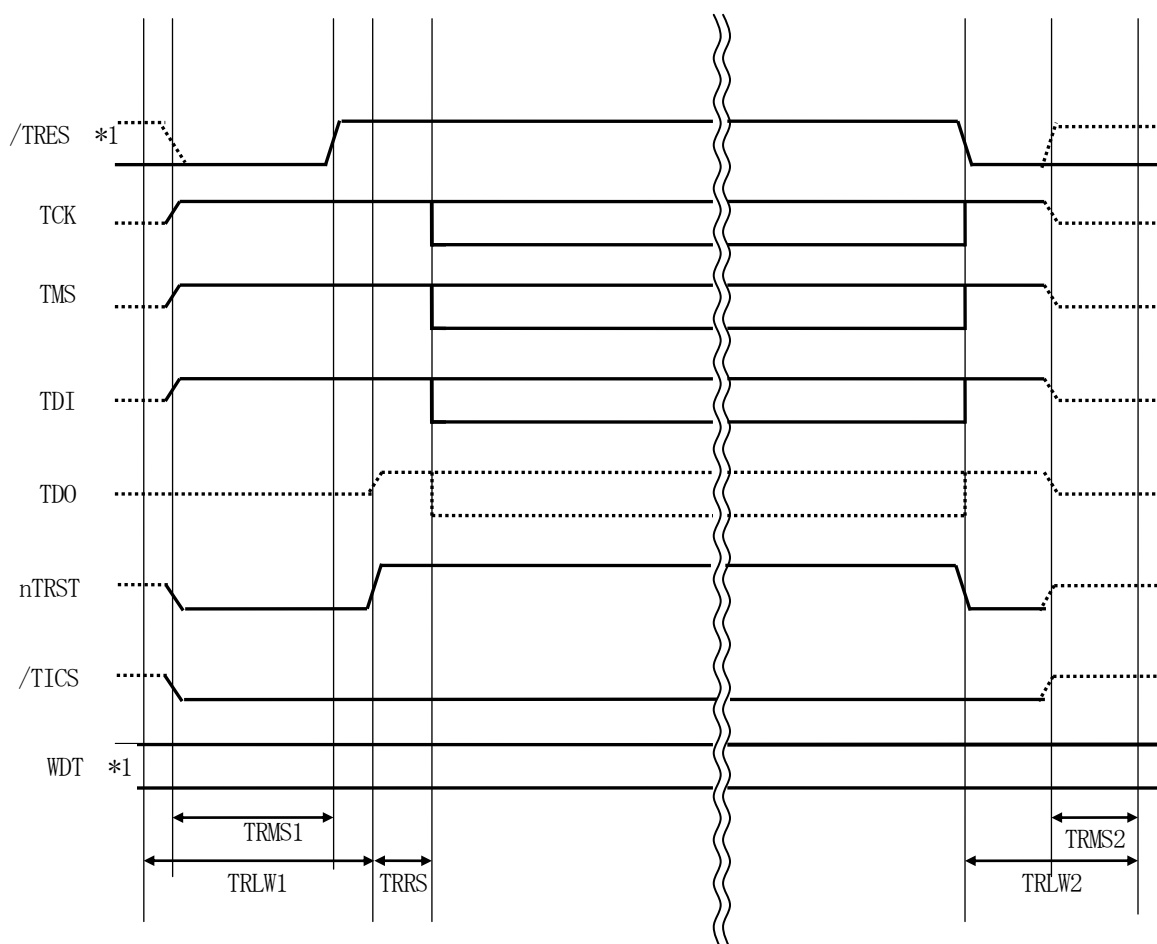 /TRES *1
TCK
TMS
TDI
TDO
nTRST
/TICS
WDT *1
TRMS1
TRMS2
TRLW1
TRRS
TRLW2